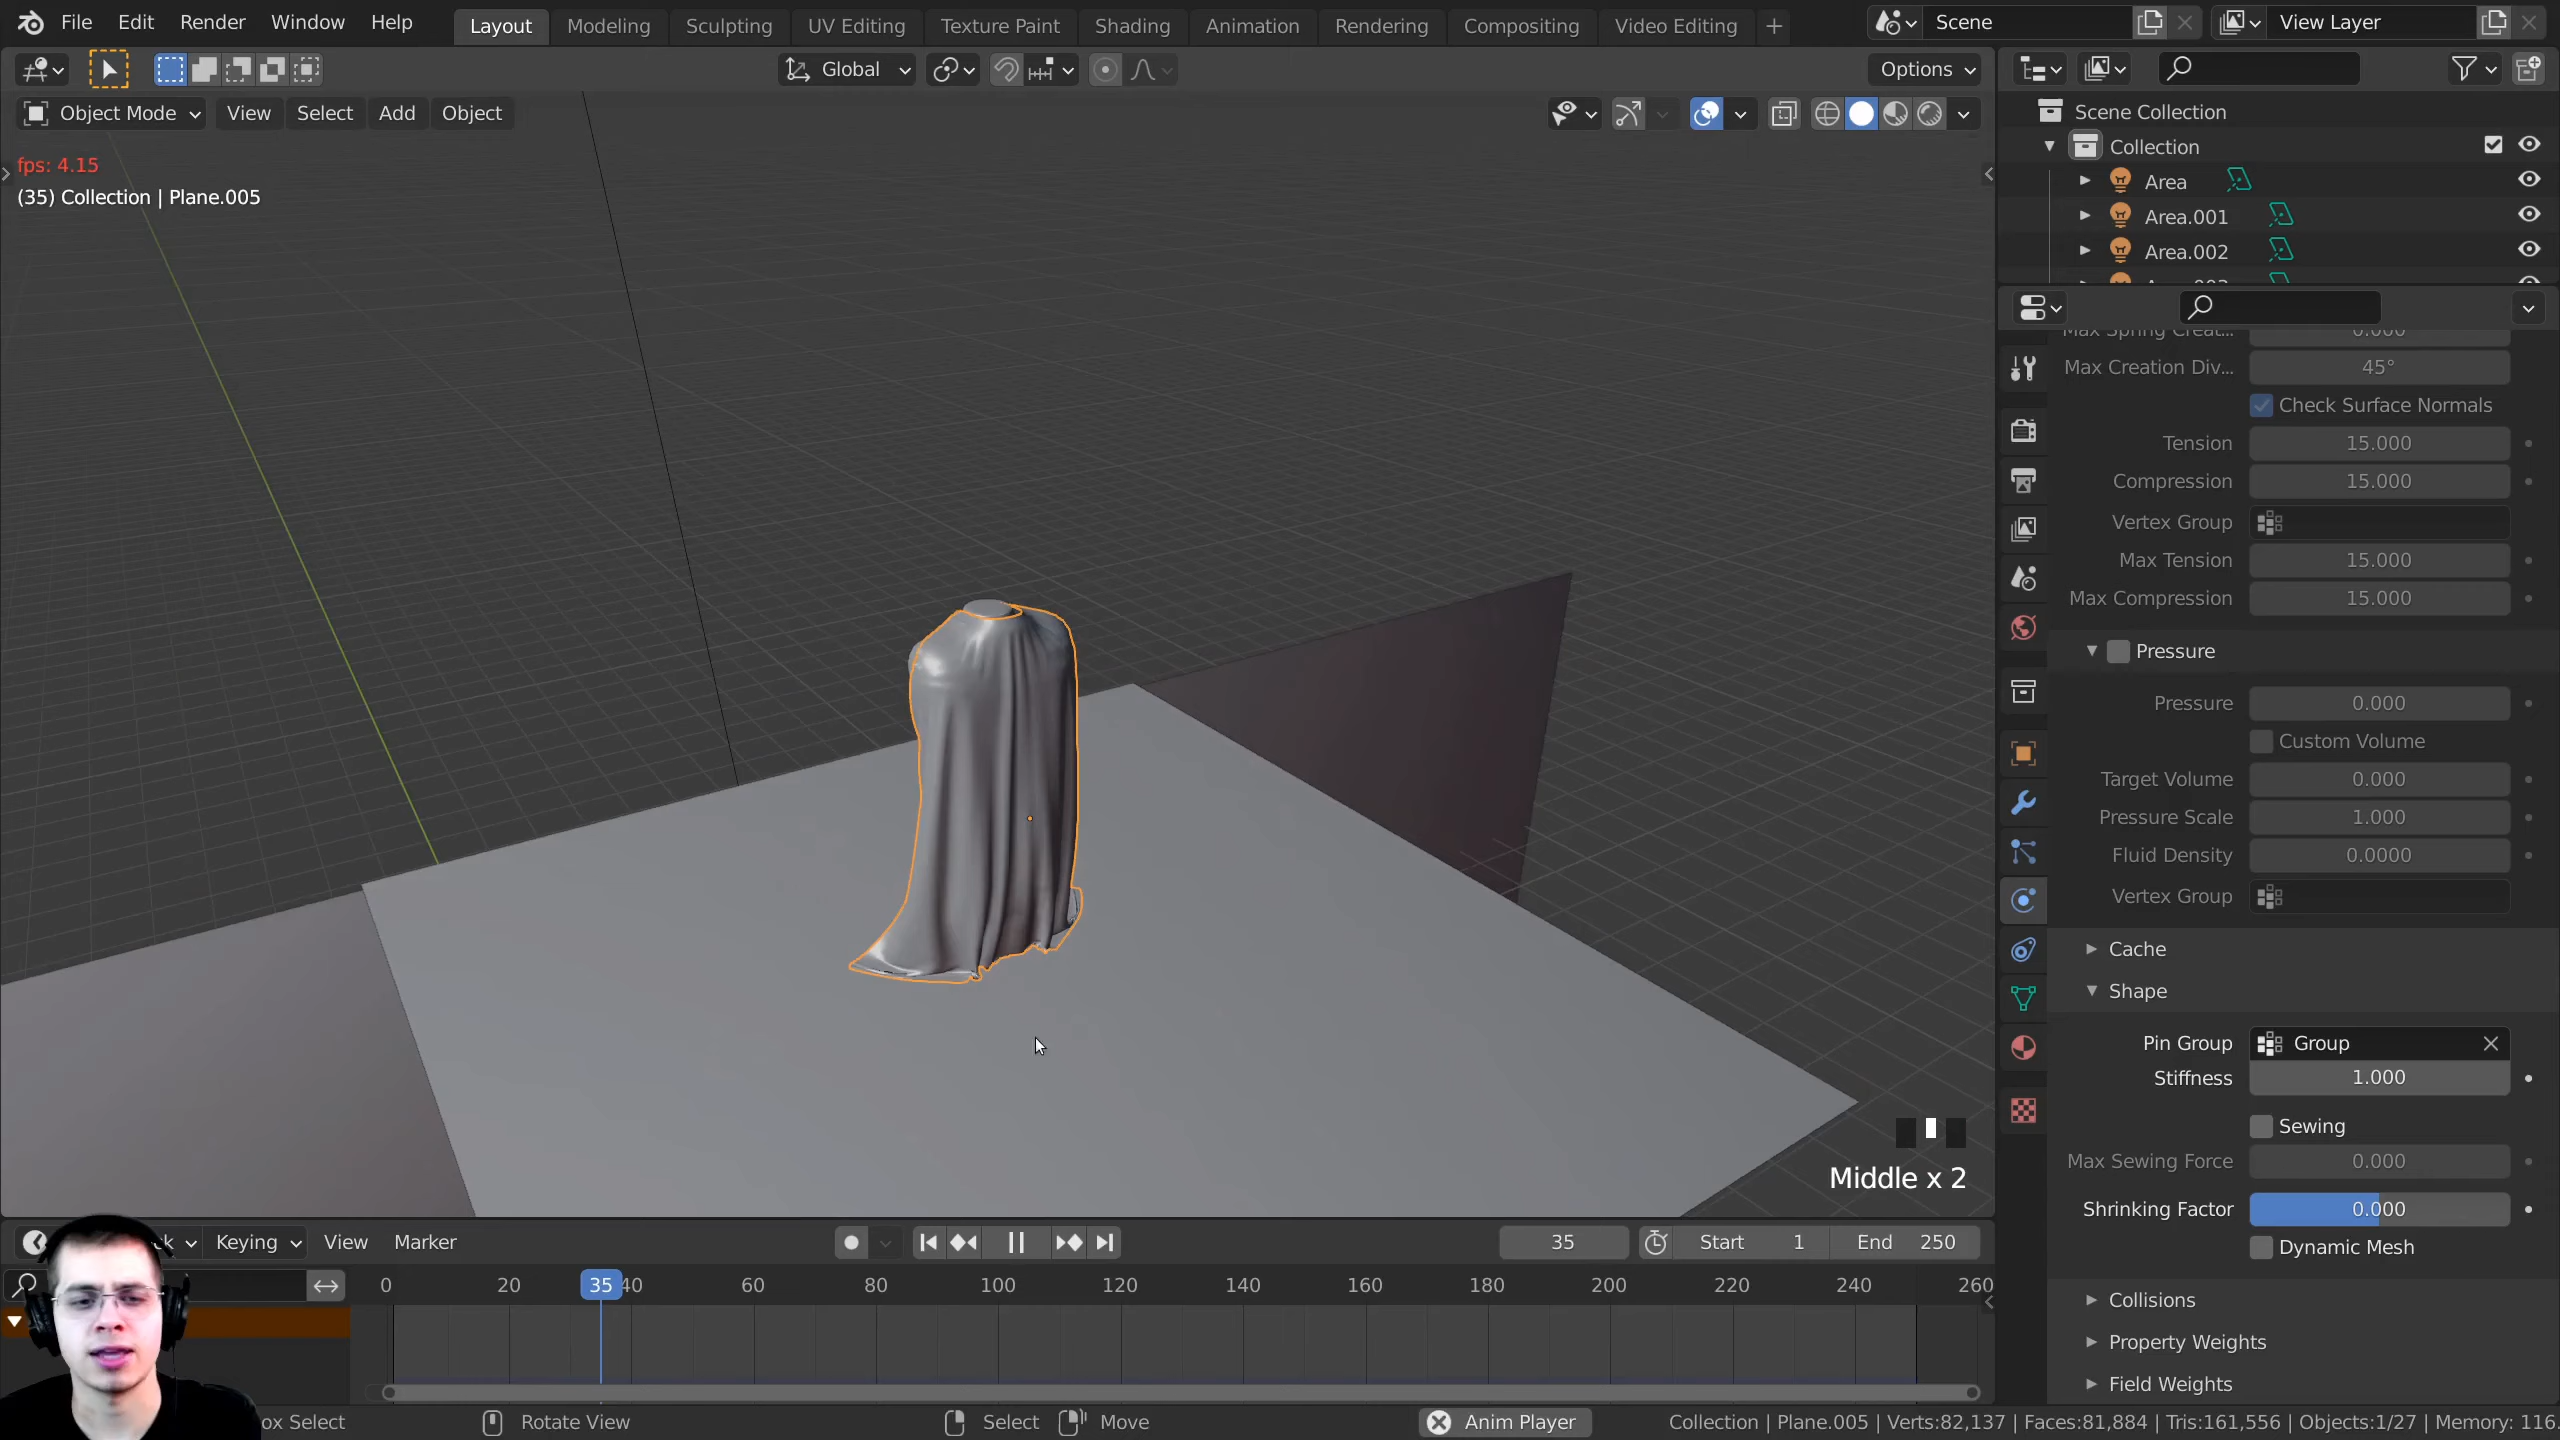 File Edit Render Window Help Layout Modeling Sculpting UV Editing Texture Paint Shading Animation Rendering Compositing Video Editing + Scene View Layer
Global Options
Object Mode View Select Add Object
fps: 4.15
(35) Collection | Plane.005
Scene Collection
Collection
Area
Area.001
Area.002
Max Creation Div... 45°
Check Surface Normals
Tension 15.000
Compression 15.000
Vertex Group
Max Tension 15.000
Max Compression 15.000
Pressure
Pressure 0.000
Custom Volume
Target Volume 0.000
Pressure Scale 1.000
Fluid Density 0.0000
Vertex Group
Cache
Shape
Pin Group Group
Stiffness 1.000
Sewing
Max Sewing Force 0.000
Shrinking Factor 0.000
Dynamic Mesh
Collisions
Property Weights
Field Weights
Middle x 2
Keying View Marker 35 Start 1 End 250
0 20 35 40 60 80 100 120 140 160 180 200 220 240 260
ox Select Rotate View Select Move Anim Player Collection | Plane.005 | Verts:82,137 | Faces:81,884 | Tris:161,556 | Objects:1/27 | Memory: 116.